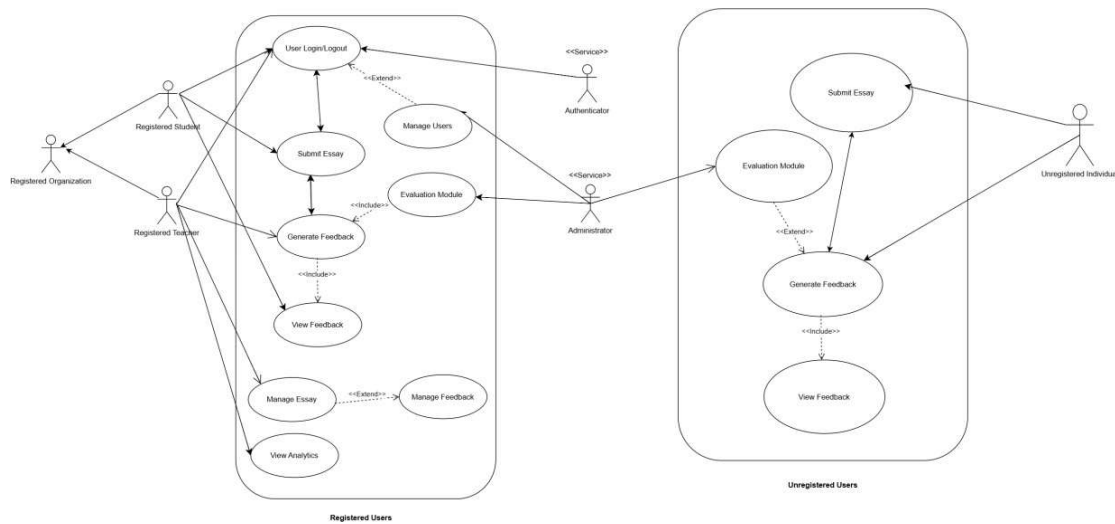 User Login/Logout
<<Service>>
<<Extend>>
Registered Student
Manage Users
Authenticator
Submit Essay
Registered Organization
Evaluation Module
<<Service>>
<<Include>>
Registered Teacher
Generate Feedback
Administrator
<<Include>>
View Feedback
Manage Essay
<<Extend>>
Manage Feedback
View Analytics
Registered Users
Submit Essay
Evaluation Module
Unregistered Individual
<<Extend>>
Generate Feedback
<<Include>>
View Feedback
Unregistered Users